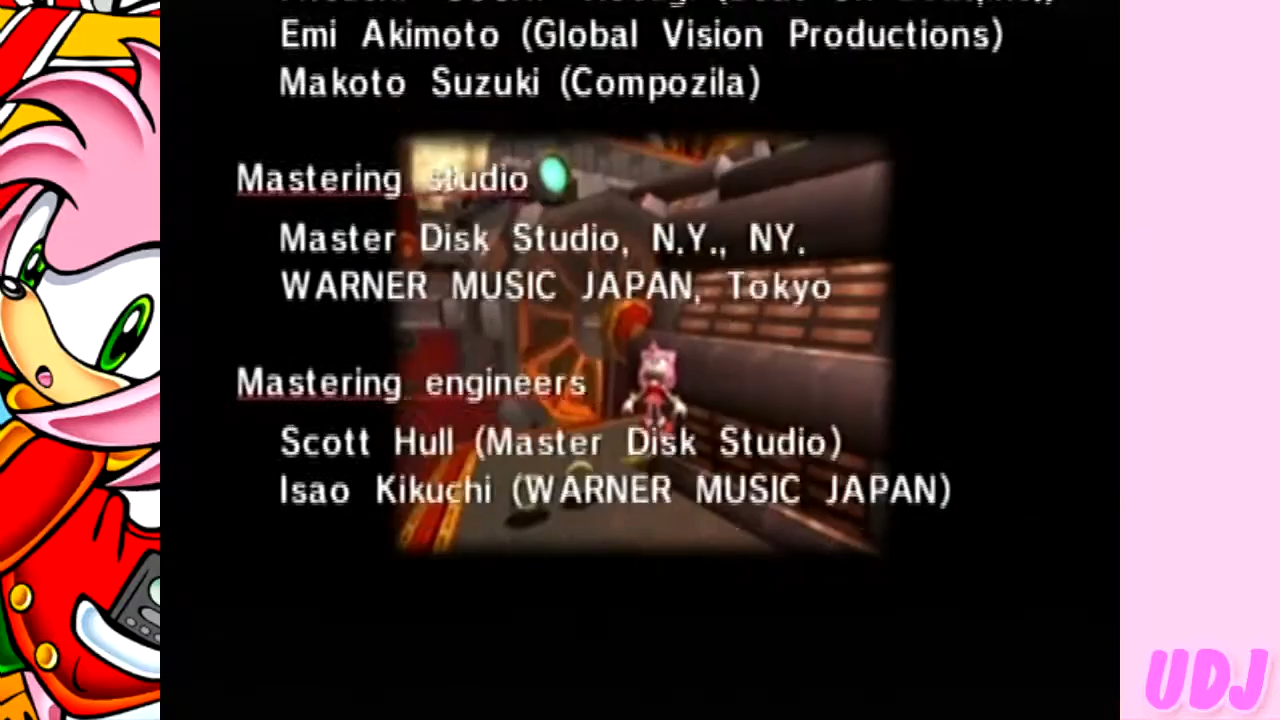 Emi Akimoto (Global Vision Productions)
Makoto Suzuki (Compozila)
Mastering studio
Master Disk Studio, N.Y., NY.
WARNER MUSIC JAPAN, Tokyo
Mastering engineers
Scott Hull (Master Disk Studio)
Isao Kikuchi (WARNER MUSIC JAPAN)
UDJ